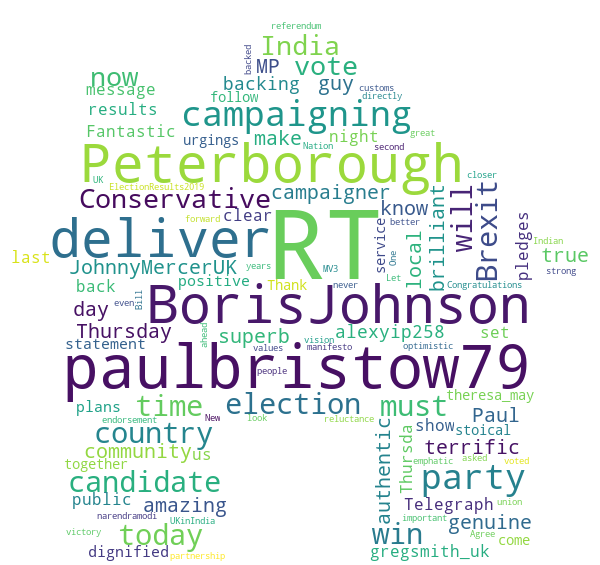 referendum
India
backed
MP
vote
now
message
backing
guy
customs
follow
directly
results
campaigning
Fantastic
urgings
make
night
great
Nation
second
Peterborough
closer
UK
ElectionResults2019
Conservative
campaigner
know
will
Brexit
brilliant
pledges
clear
forward
better
Indian
deliver
RT
service
local
true
last
JohnnyMercerUK
years
MV3
One
strong
back
positive
Thank
never
Let
Congratulations
day
even
Bill
BorisJohnson
Thursday
superb
alexyip258
set
statement
ahead
values
vision
manifesto
optimistic
people
paulbristow79
theresa_may
plans
time
election
must
Paul
endorsement
New
look
reluctance
show
stoical
country
community
us
authentic
Thursda
terrific
together
emphatic
asked
voted
candidate
party
public
amazing
Telegraph
union
narendramodi
UKinIndia
important
genuine
victory
today
win
Agree
come
dignified
partnership
gregsmith_uk